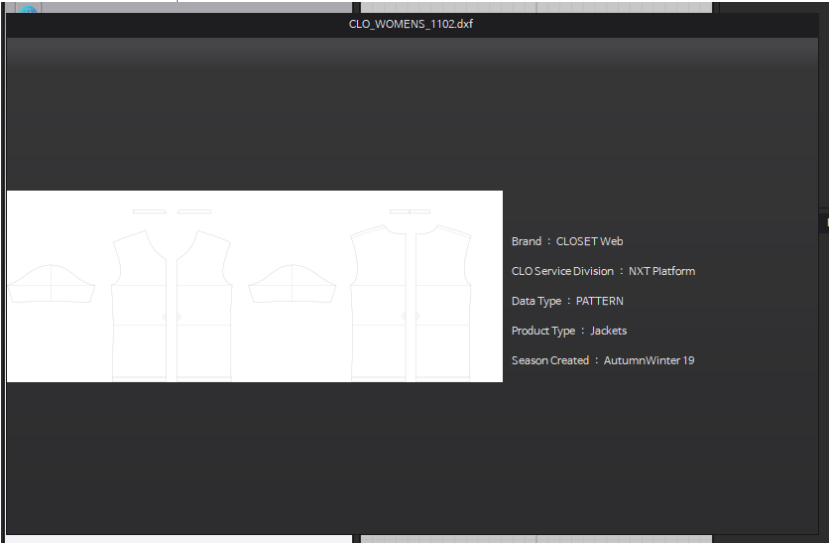 CLO_WOMENS_1102.dxf
Brand : CLOSET Web
CLO Service Division : NXT Platform
Data Type : PATTERN
Product Type : Jackets
Season Created : AutumnWinter 19